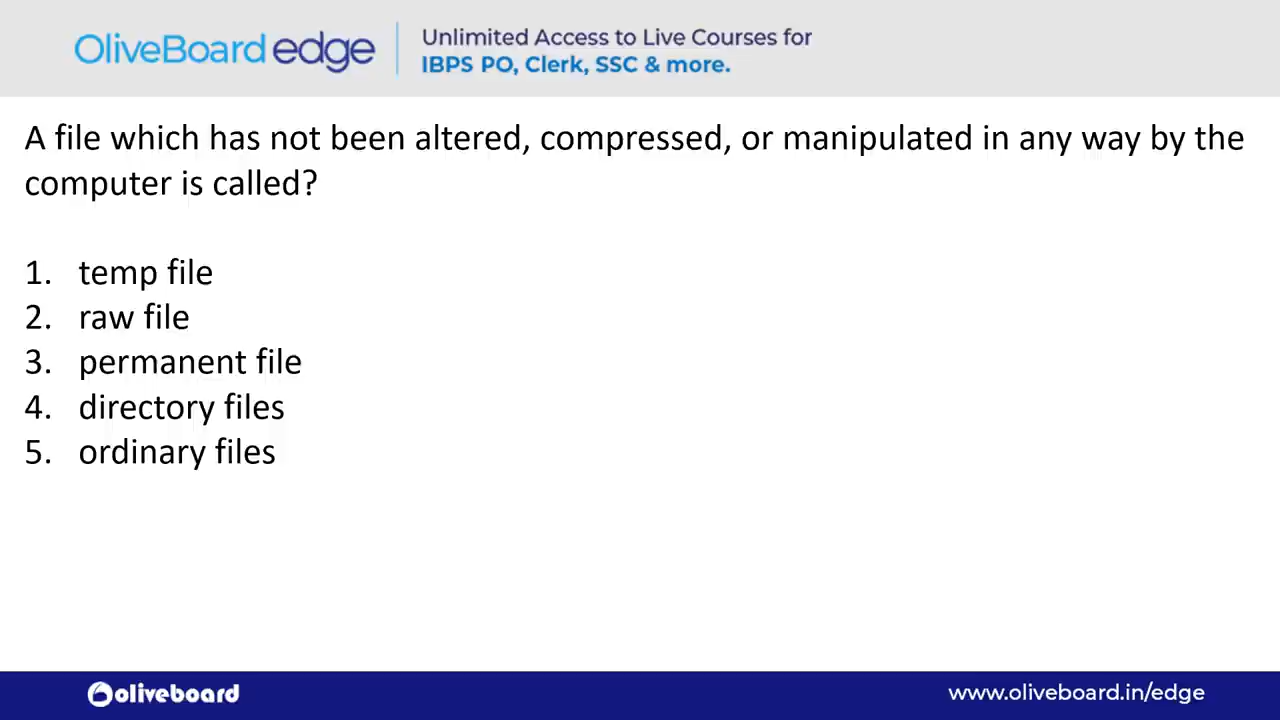 OliveBoard edge
Unlimited Access to Live Courses for
IBPS PO, Clerk, SSC & more.
A file which has not been altered, compressed, or manipulated in any way by the
computer is called?
1. temp file
2. raw file
3. permanent file
4. directory files
5. ordinary files
oliveboard
www.oliveboard.in/edge